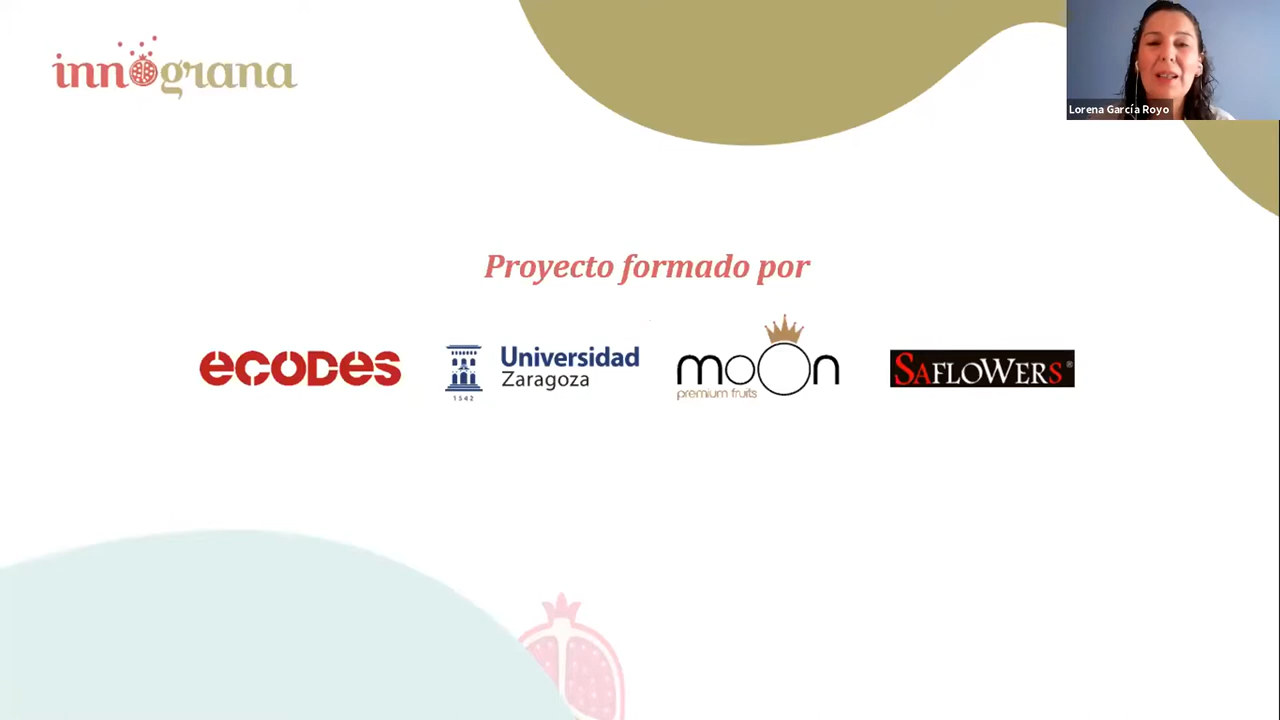 innograna
Lorena García Royo
Proyecto formado por
ecodes
Universidad
Zaragoza
1542
moon
premium fruits
SAFLOWERS®